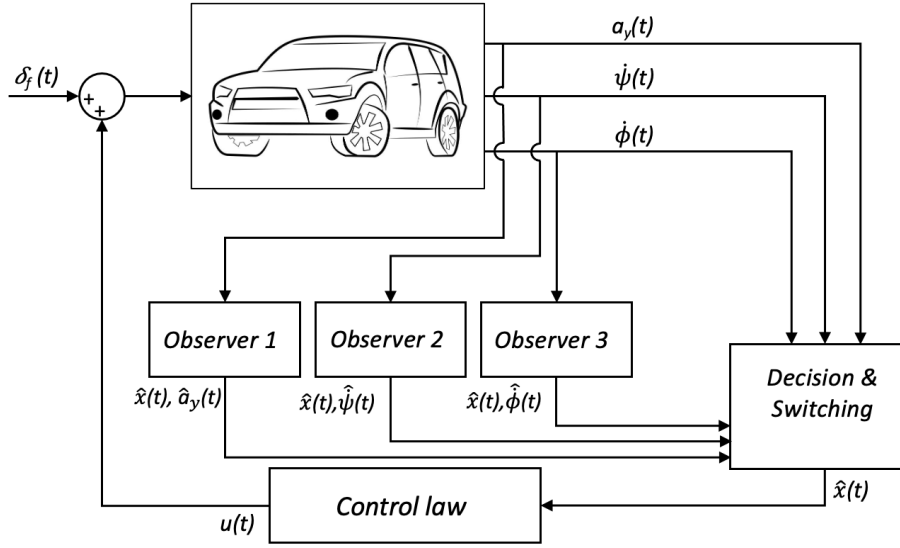 a_y(t)
δ_f (t)
ψ̇(t)
+
+
ϕ̇(t)
Observer 1
Observer 2
Observer 3
Decision &
Switching
x̂(t), â_y(t)
x̂(t),ψ̇̂(t)
x̂(t),ϕ̇̂(t)
Control law
x̂(t)
u(t)